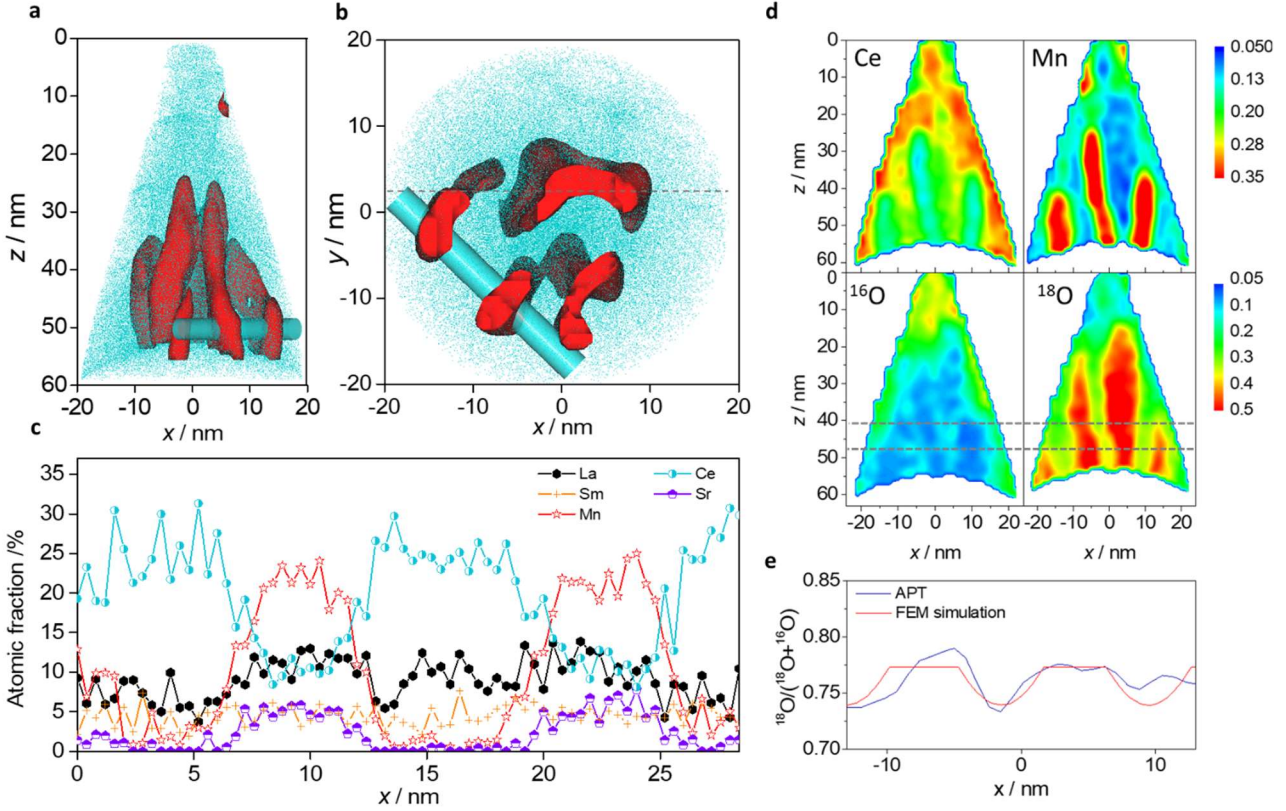 a
0
10
20
30
40
50
60
z / nm
-20 -10 0 10 20
x / nm
b
20
10
0
-10
-20
y / nm
-20 -10 0 10 20
x / nm
c
35
30
25
20
15
10
5
0
Atomic fraction /%
La
Sm
Mn
Ce
Sr
0 5 10 15 20 25
x / nm
d
Ce
Mn
0
10
20
30
40
50
60
z / nm
0.050
0.13
0.20
0.28
0.35
¹⁶O
¹⁸O
0
10
20
30
40
50
60
z / nm
0.05
0.1
0.2
0.3
0.4
0.5
-20 -10 0 10 20
-20 -10 0 10 20
x / nm
x / nm
e
0.85
0.80
0.75
0.70
¹⁸O/(¹⁸O+¹⁶O)
APT
FEM simulation
-10 0 10
x / nm